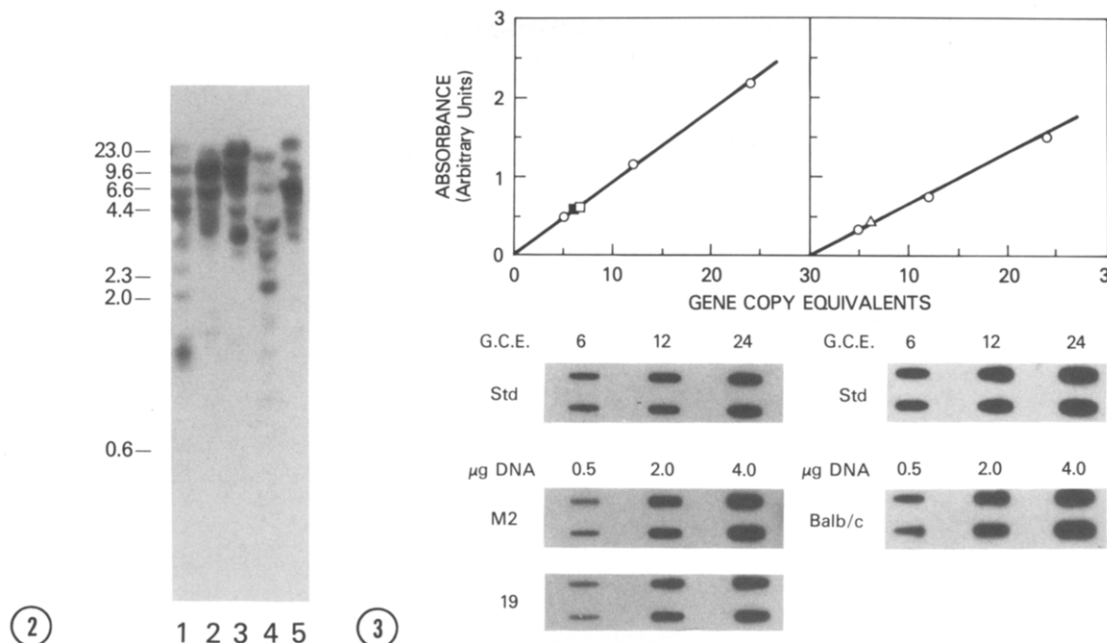 23.0
9.6
6.6
4.4
2.3
2.0
0.6
2
1 2 3 4 5
3
ABSORBANCE
(Arbitrary Units)
3
2
1
0
0 10 20 30 10 20 3
GENE COPY EQUIVALENTS
G.C.E. 6 12 24
Std
µg DNA 0.5 2.0 4.0
M2
19
6 12 24
Std
µg DNA 0.5 2.0 4.0
Balb/c